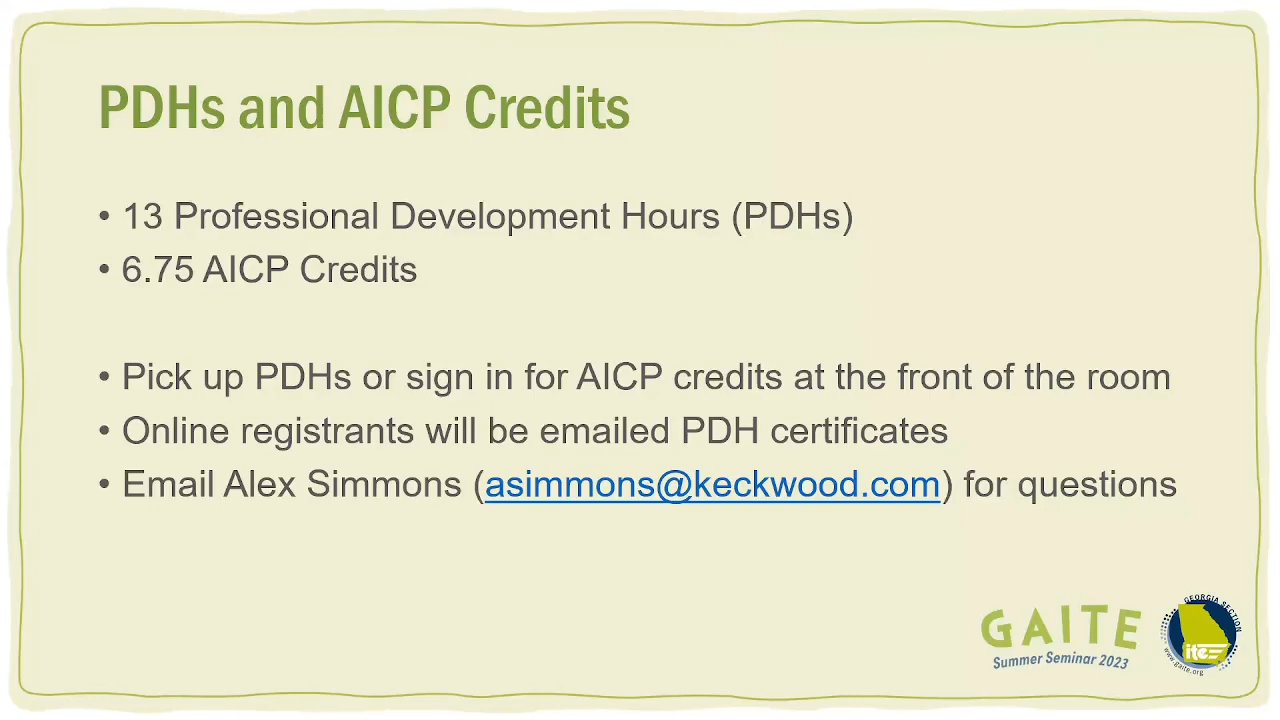 PDHs and AICP Credits
• 13 Professional Development Hours (PDHs)
• 6.75 AICP Credits
• Pick up PDHs or sign in for AICP credits at the front of the room
• Online registrants will be emailed PDH certificates
• Email Alex Simmons (asimmons@keckwood.com) for questions
GAITE
Summer Seminar 2023
GEORGIA SECTION
ite
www.gaite.org